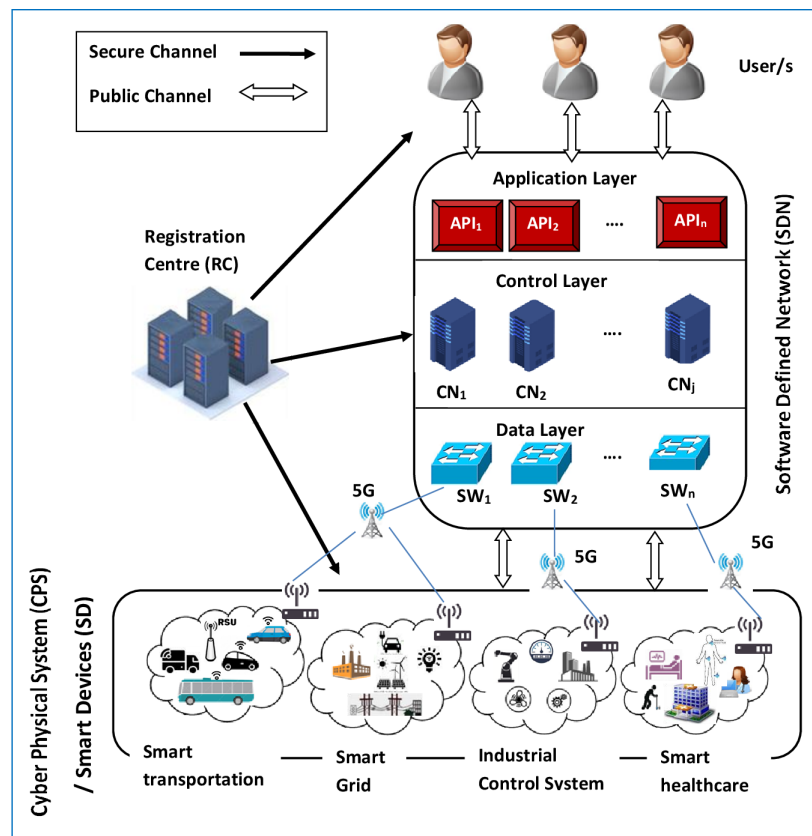 Secure Channel
Public Channel
User/s
Application Layer
API₁
API₂
....
APIₙ
Registration
Centre (RC)
Control Layer
....
CN₁
CN₂
CNⱼ
Data Layer
....
SW₁
SW₂
SWₙ
Software Defined Network (SDN)
5G
5G
5G
RSU
Cyber Physical System (CPS)
/ Smart Devices (SD)
Smart
transportation
Smart
Grid
Industrial
Control System
Smart
healthcare